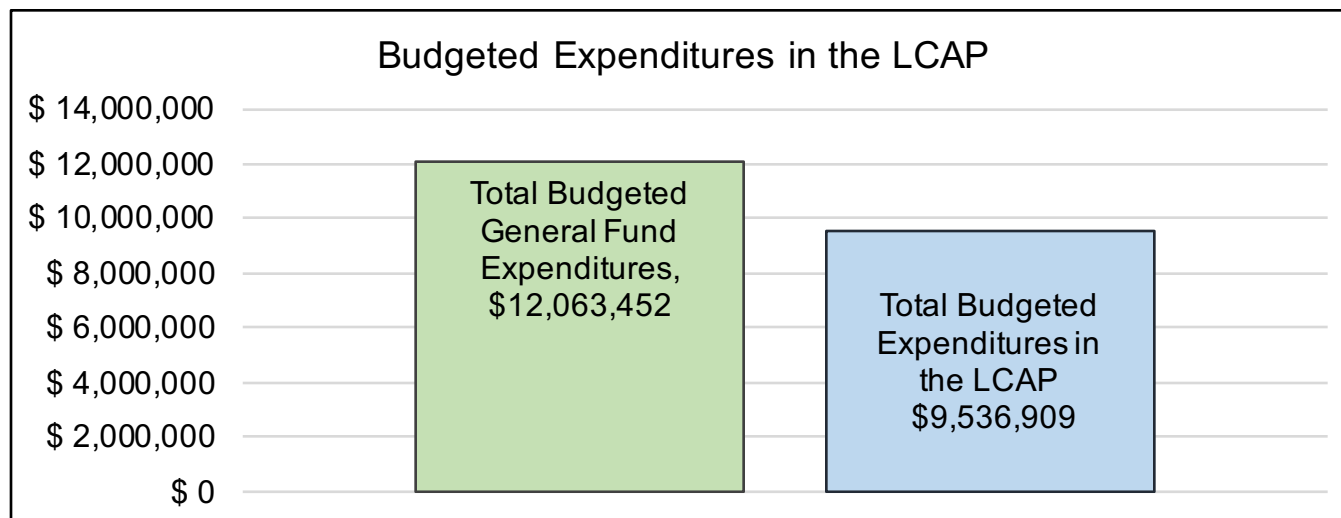 Budgeted Expenditures in the LCAP
$ 14,000,000
$ 12,000,000
$ 10,000,000
$ 8,000,000
$ 6,000,000
$ 4,000,000
$ 2,000,000
$ 0
Total Budgeted
General Fund
Expenditures,
$12,063,452
Total Budgeted
Expenditures in
the LCAP
$9,536,909